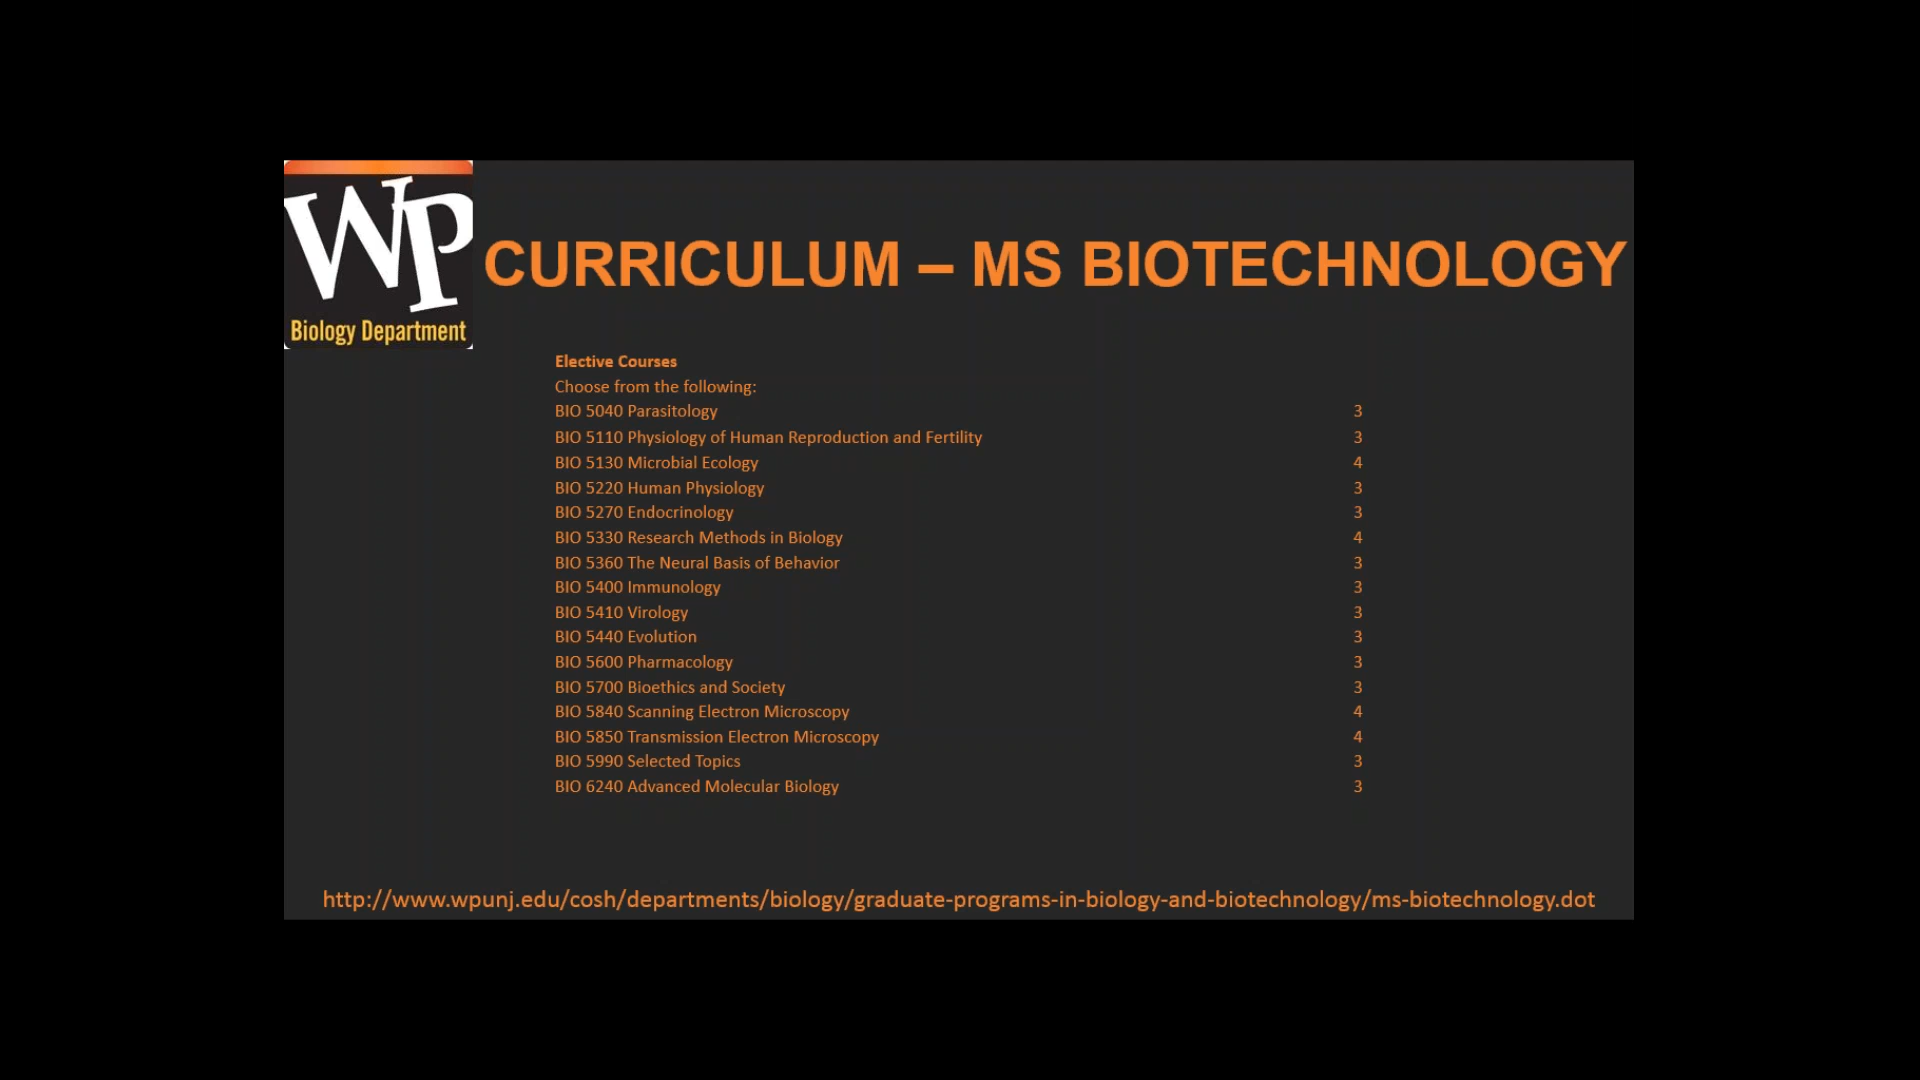 WP
Biology Department
CURRICULUM – MS BIOTECHNOLOGY
Elective Courses
Choose from the following:
BIO 5040 Parasitology 3
BIO 5110 Physiology of Human Reproduction and Fertility 3
BIO 5130 Microbial Ecology 4
BIO 5220 Human Physiology 3
BIO 5270 Endocrinology 3
BIO 5330 Research Methods in Biology 4
BIO 5360 The Neural Basis of Behavior 3
BIO 5400 Immunology 3
BIO 5410 Virology 3
BIO 5440 Evolution 3
BIO 5600 Pharmacology 3
BIO 5700 Bioethics and Society 3
BIO 5840 Scanning Electron Microscopy 4
BIO 5850 Transmission Electron Microscopy 4
BIO 5990 Selected Topics 3
BIO 6240 Advanced Molecular Biology 3
http://www.wpunj.edu/cosh/departments/biology/graduate-programs-in-biology-and-biotechnology/ms-biotechnology.dot